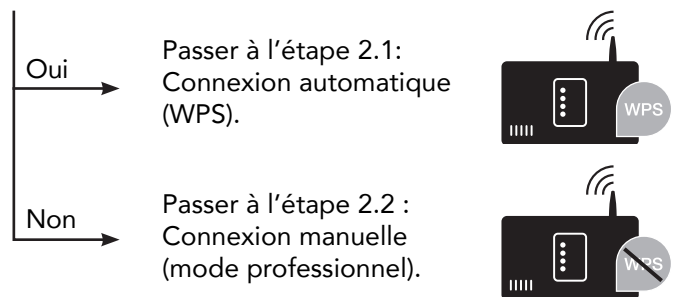 Oui
Passer à l'étape 2.1:
Connexion automatique
(WPS).
WPS
Non
Passer à l'étape 2.2 :
Connexion manuelle
(mode professionnel).
WPS